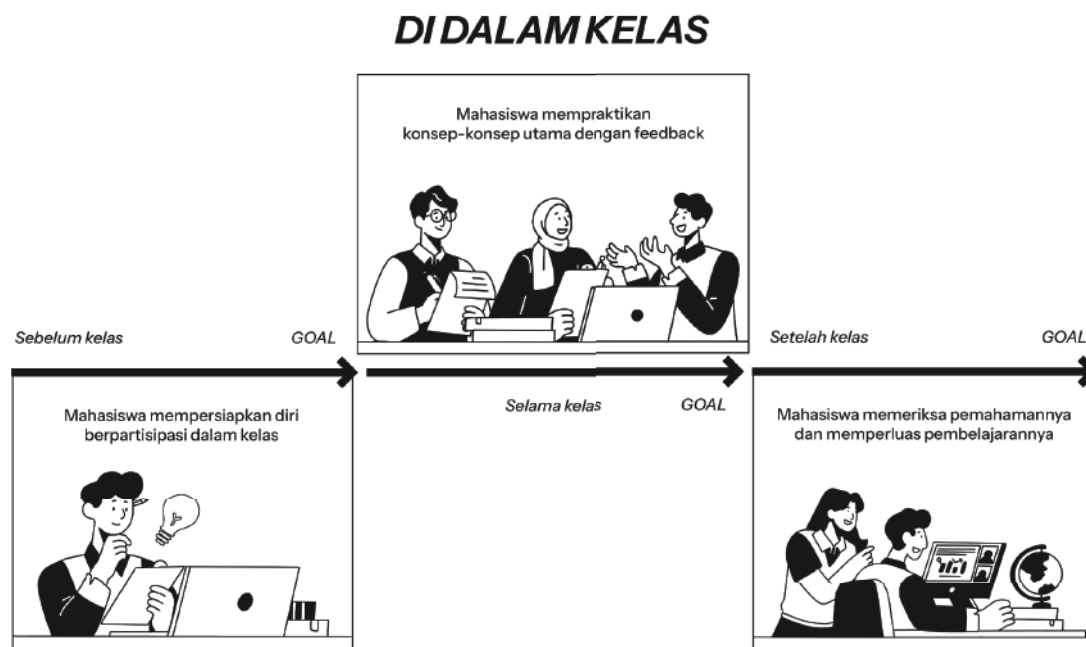 DI DALAM KELAS
Mahasiswa mempraktikan
konsep-konsep utama dengan feedback
Sebelum kelas
GOAL
Mahasiswa mempersiapkan diri
berpartisipasi dalam kelas
Selama kelas
GOAL
Setelah kelas
GOAL
Mahasiswa memeriksa pemahamannya
dan memperluas pembelajarannya